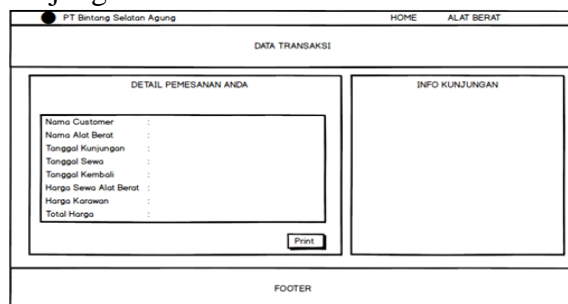 PT Bintang Selatan Agung HOME ALAT BERAT
DATA TRANSAKSI
DETAIL PEMESANAN ANDA
Nama Customer :
Nama Alat Berat :
Tanggal Kunjungan :
Tanggal Sewa :
Tanggal Kembali :
Harga Sewa Alat Berat :
Harga Karawan :
Total Harga :
Print
INFO KUNJUNGAN
FOOTER